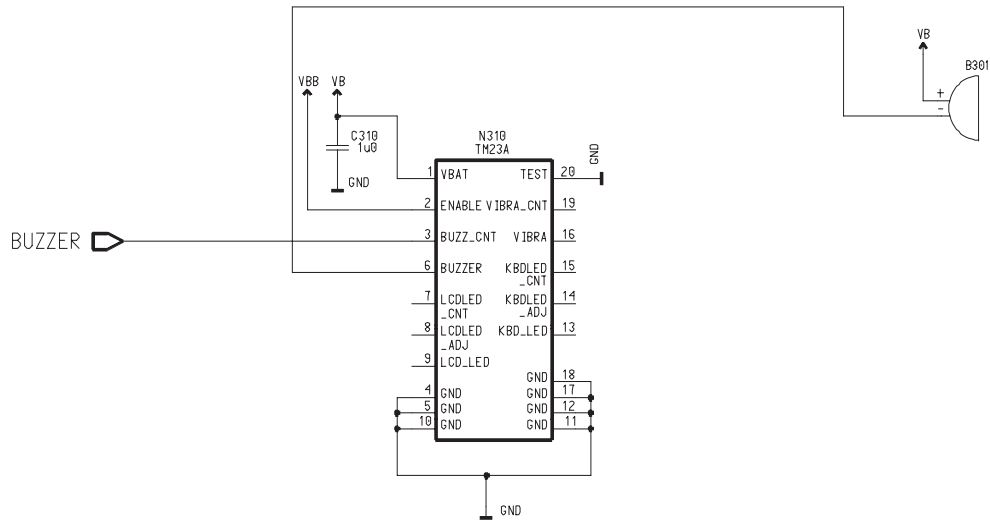 VB
B301
+
-
VBB VB
C310
1u0
GND
N310
TM23A
GND
1 VBAT TEST 20
2 ENABLE VIBRA_CNT 19
BUZZER 3 BUZZ_CNT VIBRA 16
6 BUZZER KBDLED 15
_CNT
7 LCDLED KBDLED 14
_CNT _ADJ
8 LCDLED KBD_LED 13
_ADJ
9 LCD_LED
GND 18
4 GND GND 17
5 GND GND 12
10 GND GND 11
GND